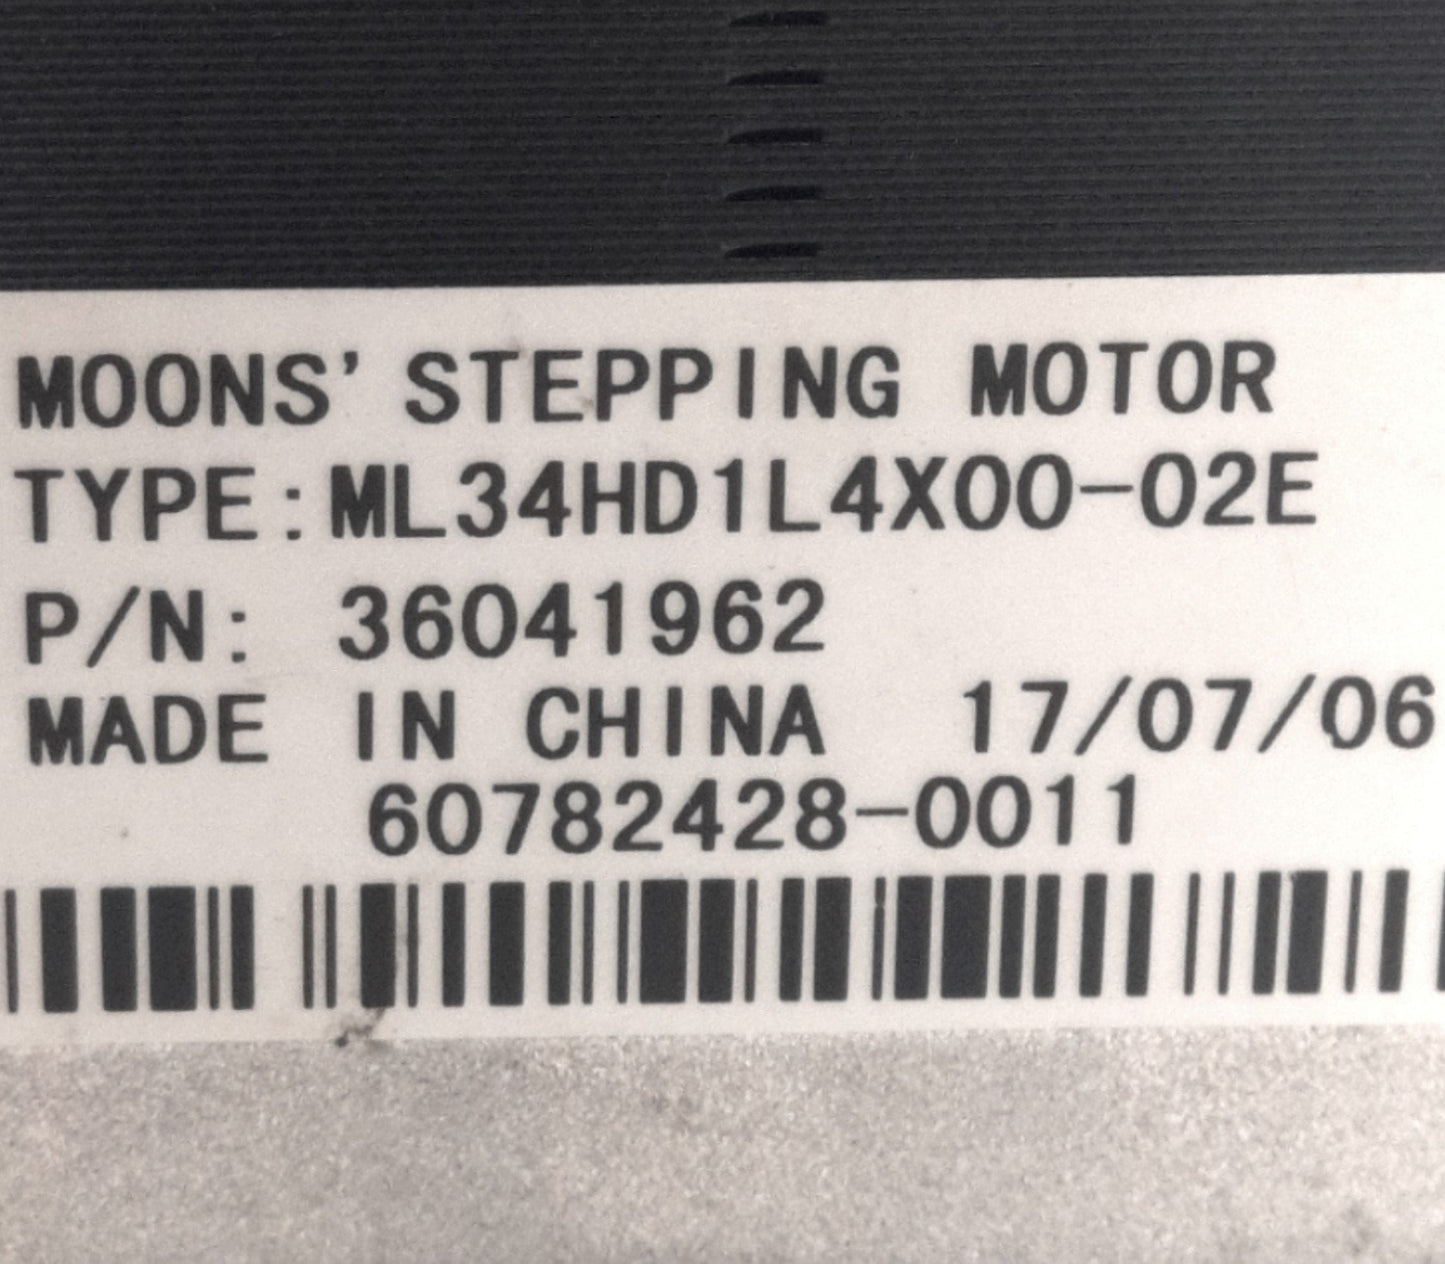 MOONS' STEPPING MOTOR
TYPE:ML34HD1L4X00-02E
P/N: 36041962
MADE IN CHINA 17/07/06
60782428-0011